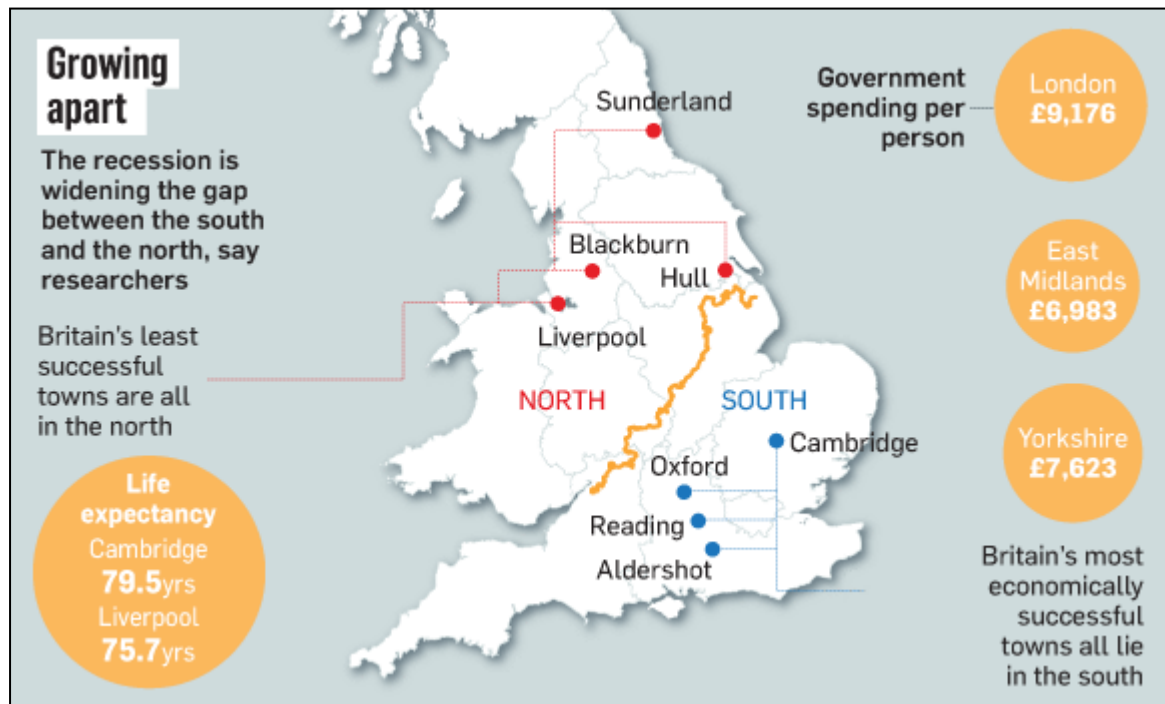 Growing
apart
The recession is
widening the gap
between the south
and the north, say
researchers
Britain's least
successful
towns are all
in the north
Life
expectancy
Cambridge
79.5yrs
Liverpool
75.7yrs
Sunderland
Blackburn
Hull
Liverpool
NORTH
SOUTH
Cambridge
Oxford
Reading
Aldershot
Government
spending per
person
London
£9,176
East
Midlands
£6,983
Yorkshire
£7,623
Britain's most
economically
successful
towns all lie
in the south